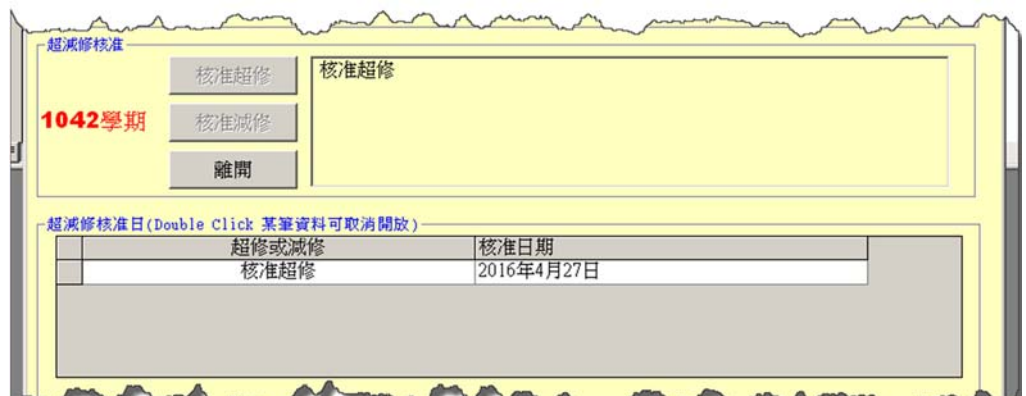 超減修核准
核准超修
核准超修
1042學期
核准減修
離開
超減修核准日(Double Click 某筆資料可取消開放)
超修或減修 核准日期
核准超修 2016年4月27日